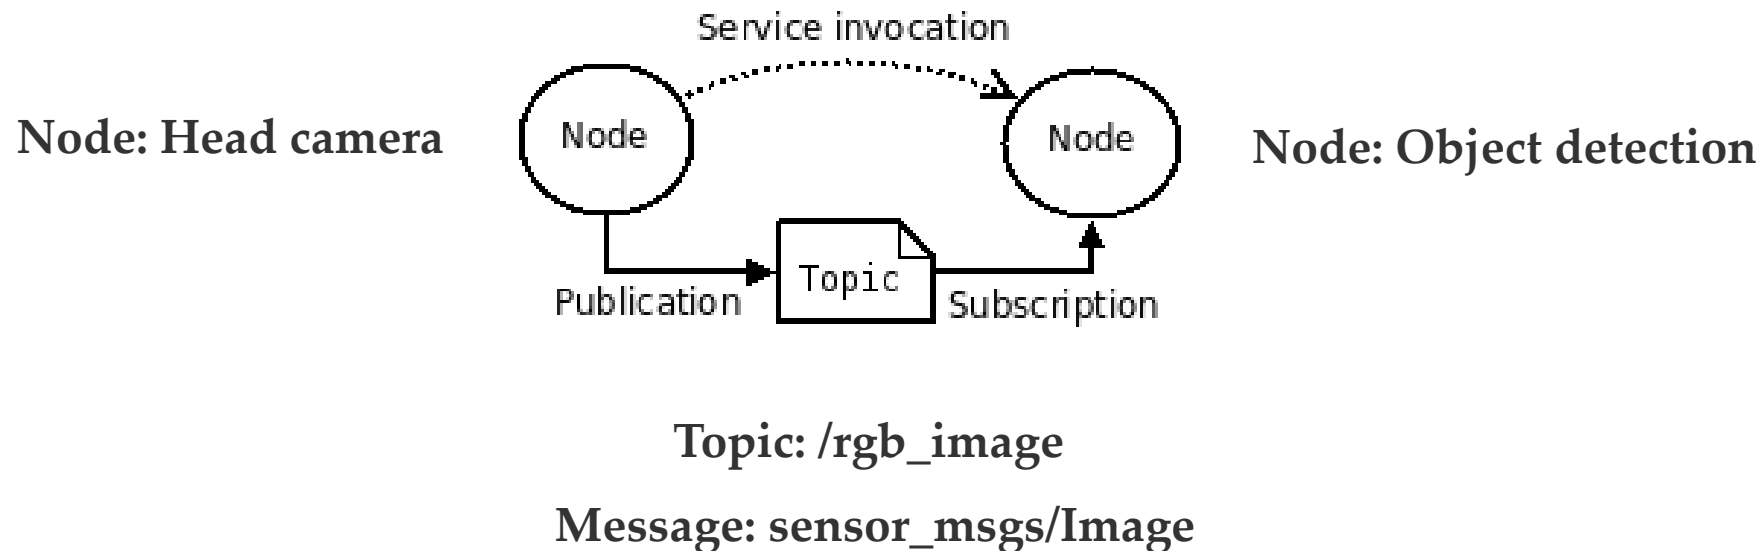 Service invocation
Node: Head camera
Node
Node
Node: Object detection
Publication
Topic
Subscription
Topic: /rgb_image
Message: sensor_msgs/Image